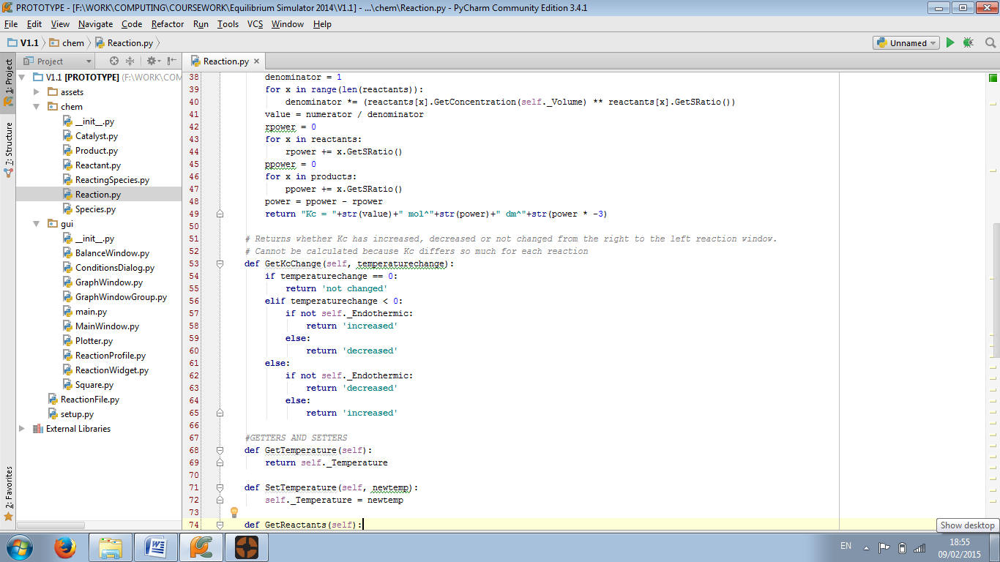 PROTOTYPE - [F:\WORK\COMPUTING\COURSEWORK\Equilibrium Simulator 2014\V1.1] - ...\chem\Reaction.py - PyCharm Community Edition 3.4.1
File Edit View Navigate Code Refactor Run Tools VCS Window Help
V1.1 chem Reaction.py Unnamed
1: Project
7: Structure
2: Favorites
Project
V1.1 [PROTOTYPE] (F:\WORK\COM
assets
chem
__init__.py
Catalyst.py
Product.py
Reactant.py
ReactingSpecies.py
Reaction.py
Species.py
gui
__init__.py
BalanceWindow.py
ConditionsDialog.py
GraphWindow.py
GraphWindowGroup.py
main.py
MainWindow.py
Plotter.py
ReactionProfile.py
ReactionWidget.py
Square.py
ReactionFile.py
setup.py
External Libraries
Reaction.py
38 denominator = 1
39 for x in range(len(reactants)):
40 denominator *= (reactants[x].GetConcentration(self._Volume) ** reactants[x].GetSRatio())
41 value = numerator / denominator
42 rpower = 0
43 for x in reactants:
44 rpower += x.GetSRatio()
45 ppower = 0
46 for x in products:
47 ppower += x.GetSRatio()
48 power = ppower - rpower
49 return "Kc = "+str(value)+" mol^"+str(power)+" dm^"+str(power * -3)
50
51 # Returns whether Kc has increased, decreased or not changed from the right to the left reaction window.
52 # Cannot be calculated because Kc differs so much for each reaction
53 def GetKcChange(self, temperaturechange):
54 if temperaturechange == 0:
55 return 'not changed'
56 elif temperaturechange < 0:
57 if not self._Endothermic:
58 return 'increased'
59 else:
60 return 'decreased'
61 else:
62 if not self._Endothermic:
63 return 'decreased'
64 else:
65 return 'increased'
66
67 #GETTERS AND SETTERS
68 def GetTemperature(self):
69 return self._Temperature
70
71 def SetTemperature(self, newtemp):
72 self._Temperature = newtemp
73
74 def GetReactants(self):
Show desktop
EN
18:55
09/02/2015